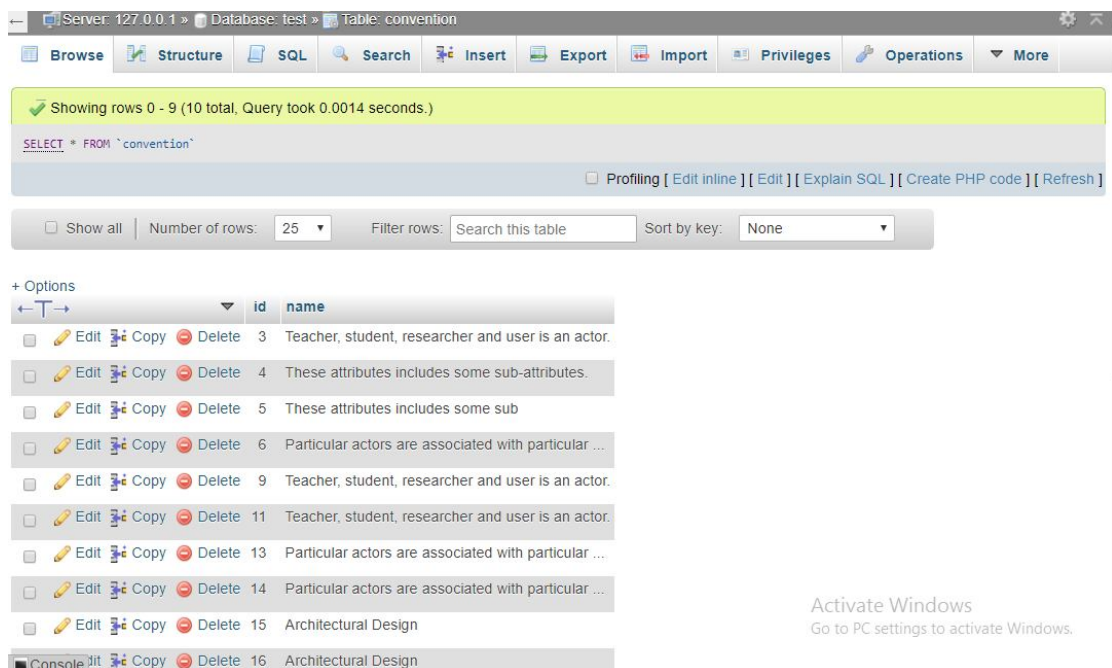 ← Server: 127.0.0.1 » Database: test » Table: convention
Browse Structure SQL Search Insert Export Import Privileges Operations ▼ More
Showing rows 0 - 9 (10 total, Query took 0.0014 seconds.)
SELECT * FROM `convention`
Profiling [ Edit inline ] [ Edit ] [ Explain SQL ] [ Create PHP code ] [ Refresh ]
Show all | Number of rows: 25 ▼ Filter rows: Search this table Sort by key: None ▼
+ Options
←T→ ▼ id name
Edit Copy Delete 3 Teacher, student, researcher and user is an actor.
Edit Copy Delete 4 These attributes includes some sub-attributes.
Edit Copy Delete 5 These attributes includes some sub
Edit Copy Delete 6 Particular actors are associated with particular ...
Edit Copy Delete 9 Teacher, student, researcher and user is an actor.
Edit Copy Delete 11 Teacher, student, researcher and user is an actor.
Edit Copy Delete 13 Particular actors are associated with particular ...
Edit Copy Delete 14 Particular actors are associated with particular ...
Edit Copy Delete 15 Architectural Design
Console dit Copy Delete 16 Architectural Design
Activate Windows
Go to PC settings to activate Windows.